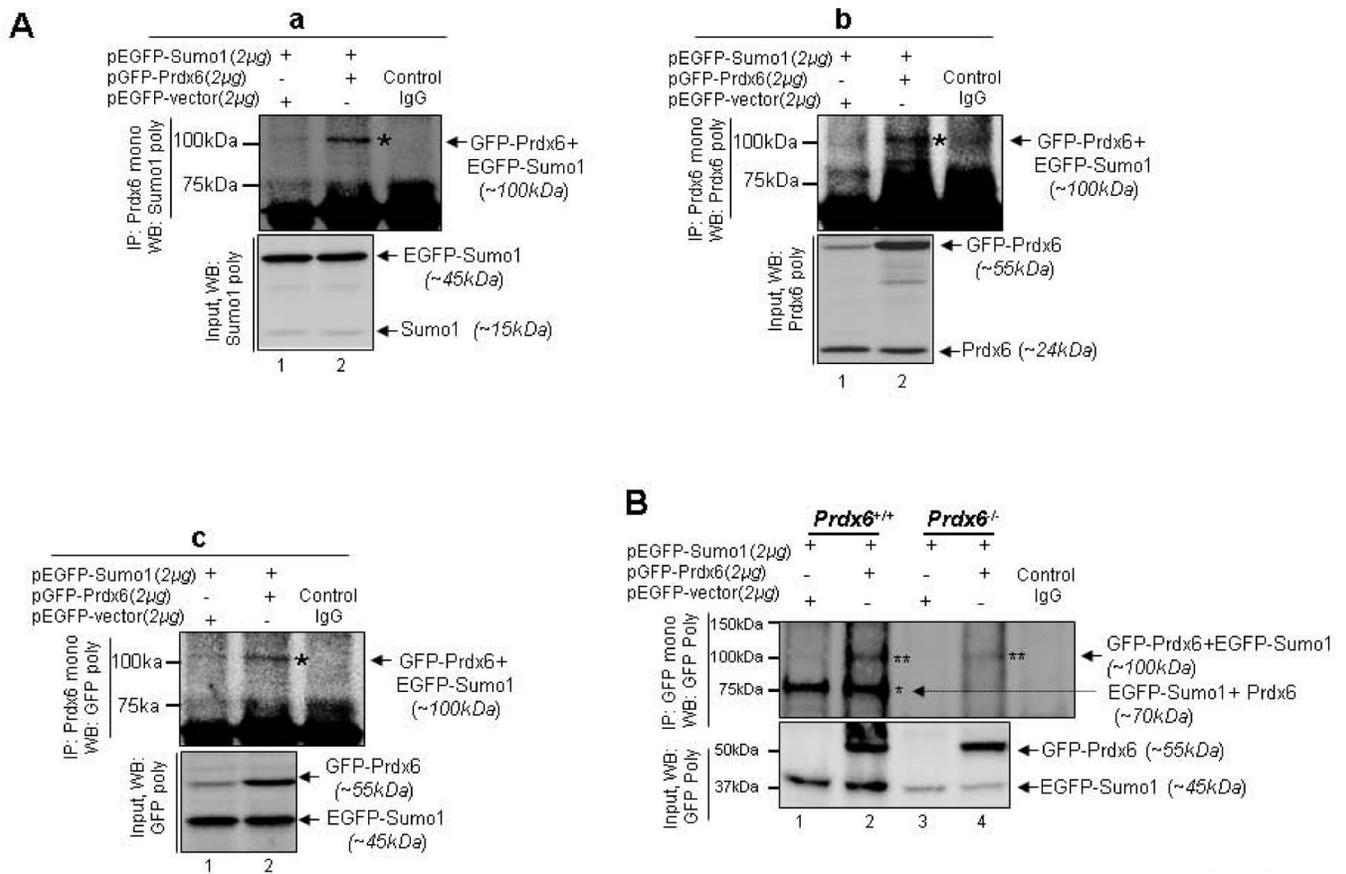 A
a
pEGFP-Sumo1(2µg) + +
pGFP-Prdx6(2µg) - + Control
pEGFP-vector(2µg) + - IgG
IP: Prdx6 mono
WB: Sumo1 poly
100kDa
75kDa
*
GFP-Prdx6+
EGFP-Sumo1
(~100kDa)
Input, WB:
Sumo1 poly
EGFP-Sumo1
(~45kDa)
Sumo1 (~15kDa)
1 2
b
pEGFP-Sumo1(2µg) + +
pGFP-Prdx6(2µg) - + Control
pEGFP-vector(2µg) + - IgG
IP: Prdx6 mono
WB: Prdx6 poly
100kDa
75kDa
*
GFP-Prdx6+
EGFP-Sumo1
(~100kDa)
Input, WB:
Prdx6 poly
GFP-Prdx6
(~55kDa)
Prdx6 (~24kDa)
1 2
c
pEGFP-Sumo1(2µg) + +
pGFP-Prdx6(2µg) - + Control
pEGFP-vector(2µg) + - IgG
IP: Prdx6 mono
WB: GFP poly
100ka
75ka
*
GFP-Prdx6+
EGFP-Sumo1
(~100kDa)
Input, WB:
GFP poly
GFP-Prdx6
(~55kDa)
EGFP-Sumo1
(~45kDa)
1 2
B
Prdx6+/+ Prdx6-/-
pEGFP-Sumo1(2µg) + + + +
pGFP-Prdx6(2µg) - + - + Control
pEGFP-vector(2µg) + - + - IgG
IP: GFP mono
WB: GFP Poly
150kDa
100kDa
75kDa
** **
*
GFP-Prdx6+EGFP-Sumo1
(~100kDa)
EGFP-Sumo1+ Prdx6
(~70kDa)
Input, WB:
GFP Poly
50kDa
37kDa
GFP-Prdx6 (~55kDa)
EGFP-Sumo1 (~45kDa)
1 2 3 4